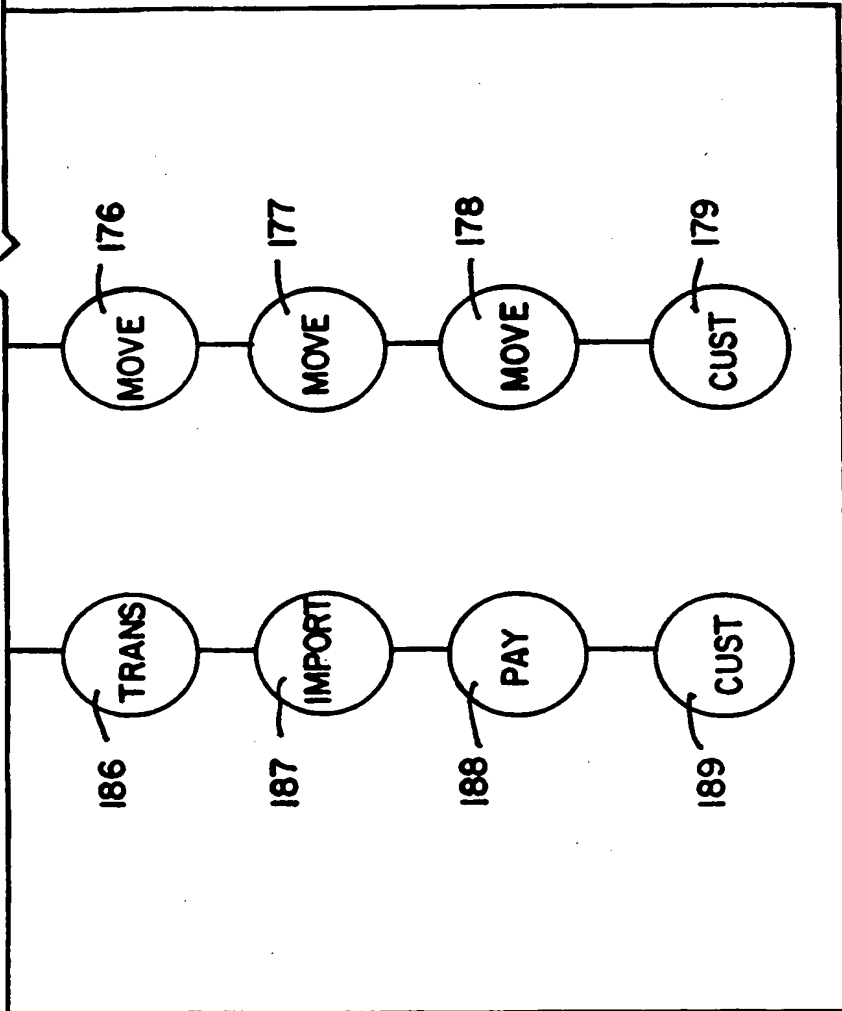 176
MOVE
177
MOVE
178
MOVE
179
CUST
186
TRANS
187
IMPORT
188
PAY
189
CUST